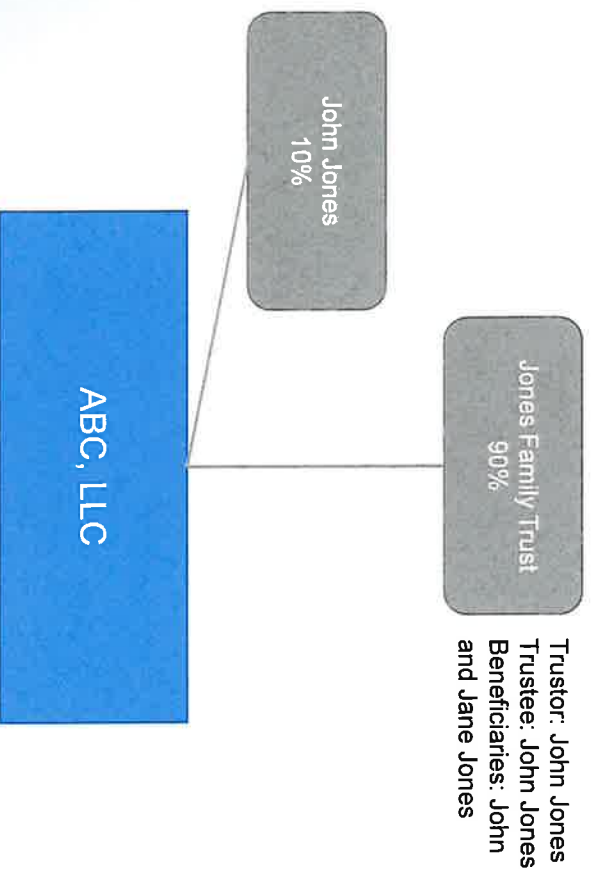 Jones Family Trust
90%
Trustor: John Jones
Trustee: John Jones
Beneficiaries: John
and Jane Jones
John Jones
10%
ABC, LLC